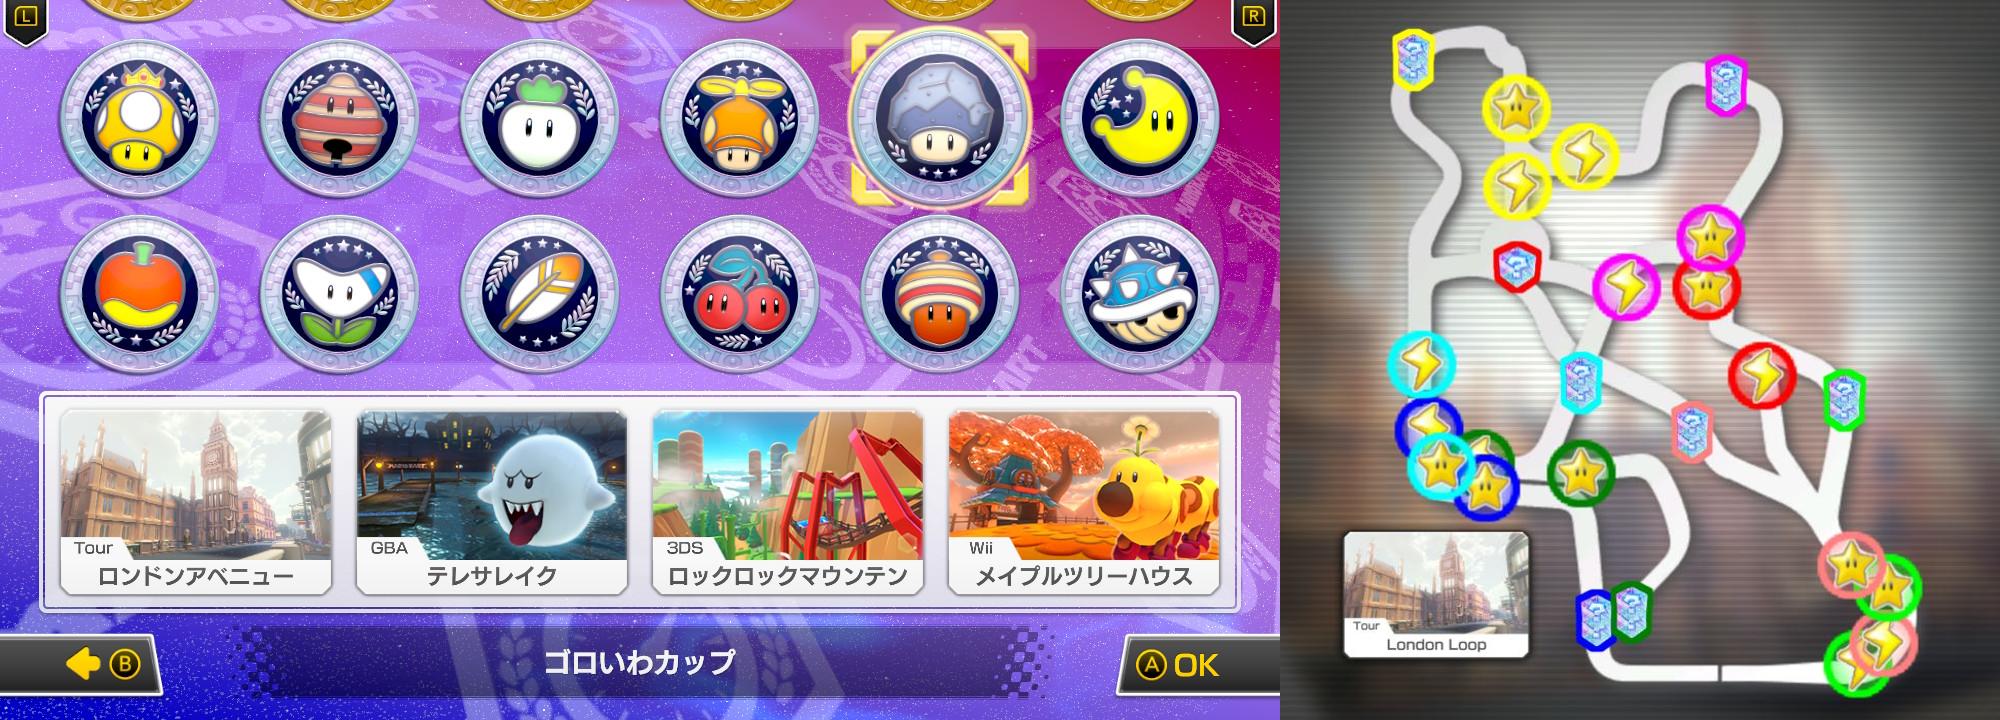 L
R
Tour
ロンドンアベニュー
GBA
テレサレイク
3DS
ロックロックマウンテン
Wii
メイプルツリーハウス
B
ゴロいわカップ
A OK
Tour
London Loop